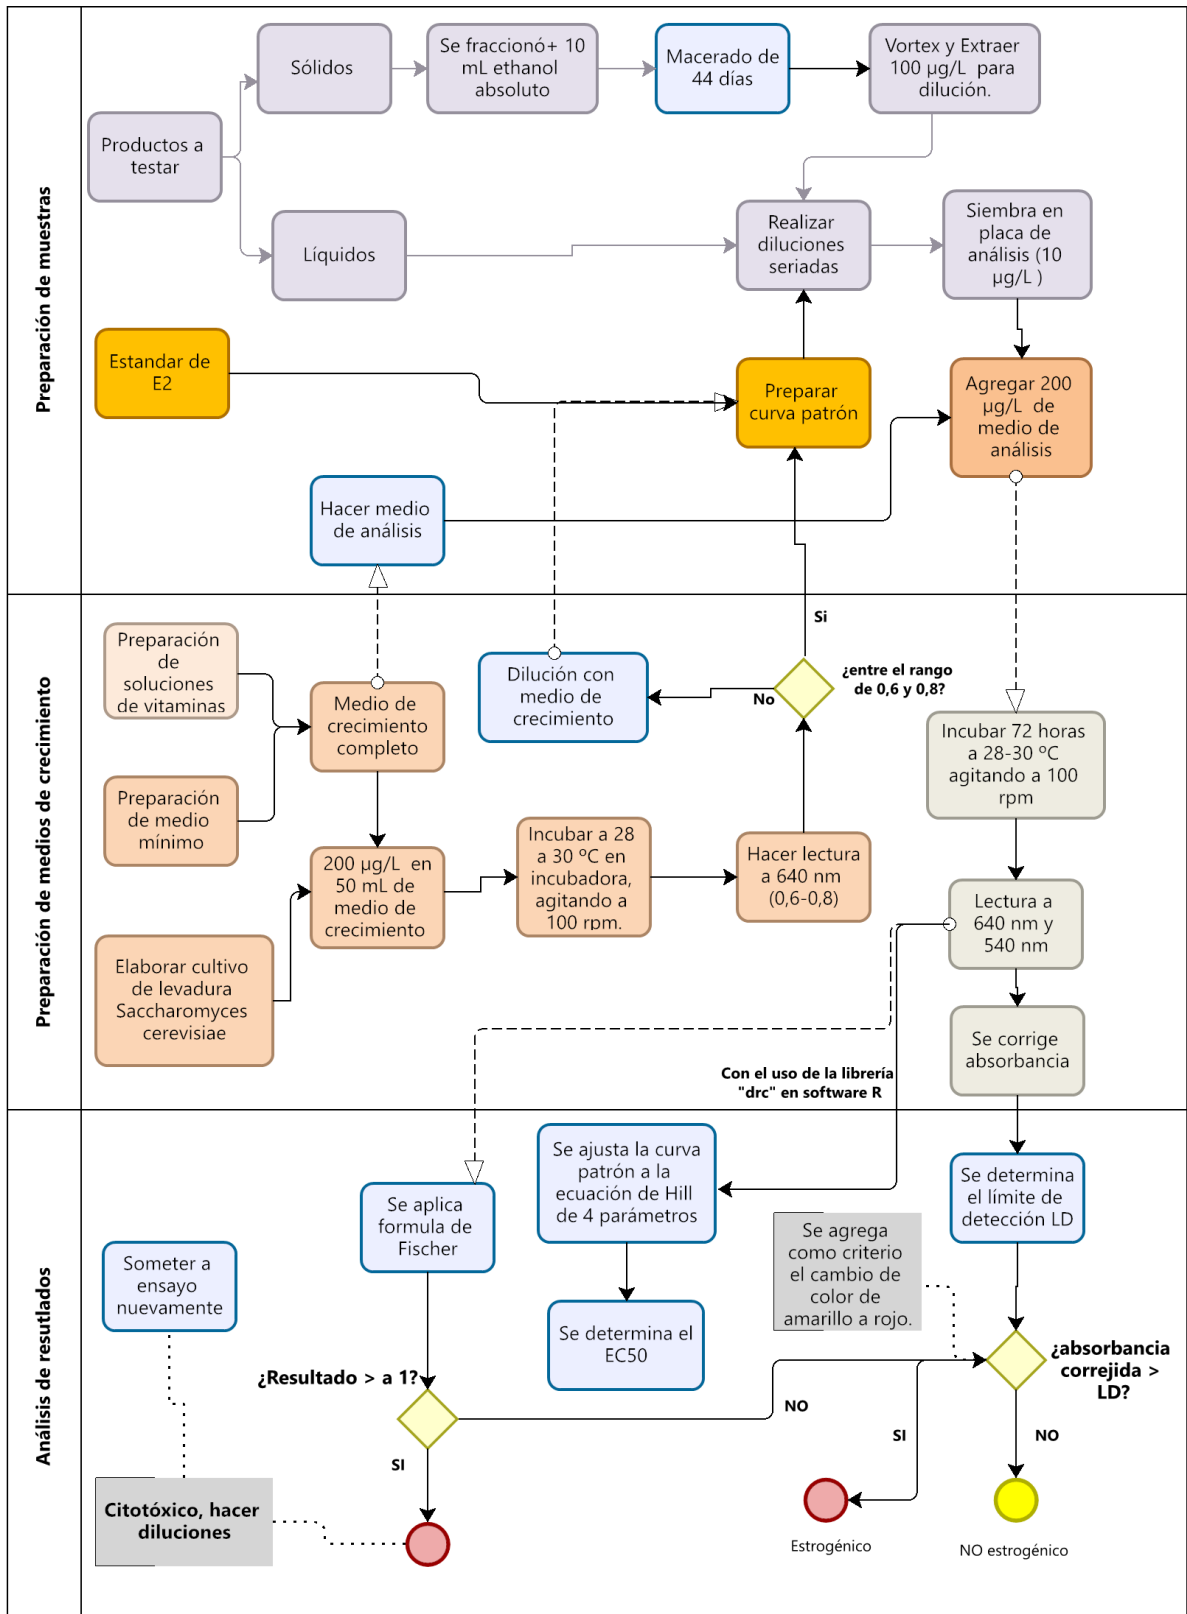 Preparación de muestras
Sólidos
Se fraccionó+ 10
mL ethanol
absoluto
Macerado de
44 días
Vortex y Extraer
100 µg/L para
dilución.
Productos a
testar
Líquidos
Realizar
diluciones
seriadas
Siembra en
placa de
análisis (10
µg/L )
Estandar de
E2
Preparar
curva patrón
Agregar 200
µg/L de
medio de
análisis
Hacer medio
de análisis
Preparación de medios de crecimiento
Preparación
de
soluciones
de vitaminas
Medio de
crecimiento
completo
Dilución con
medio de
crecimiento
Si
No
¿entre el rango
de 0,6 y 0,8?
Incubar 72 horas
a 28-30 ºC
agitando a 100
rpm
Preparación
de medio
mínimo
200 µg/L en
50 mL de
medio de
crecimiento
Incubar a 28
a 30 ºC en
incubadora,
agitando a
100 rpm.
Hacer lectura
a 640 nm
(0,6-0,8)
Lectura a
640 nm y
540 nm
Elaborar cultivo
de levadura
Saccharomyces
cerevisiae
Se corrige
absorbancia
Con el uso de la librería
"drc" en software R
Análisis de resutlados
Se aplica
formula de
Fischer
Se ajusta la curva
patrón a la
ecuación de Hill
de 4 parámetros
Se determina
el límite de
detección LD
Se agrega
como criterio
el cambio de
color de
amarillo a rojo.
Someter a
ensayo
nuevamente
Se determina el
EC50
¿Resultado > a 1?
¿absorbancia
correjida >
LD?
NO
SI
SI
NO
Citotóxico, hacer
diluciones
Estrogénico
NO estrogénico